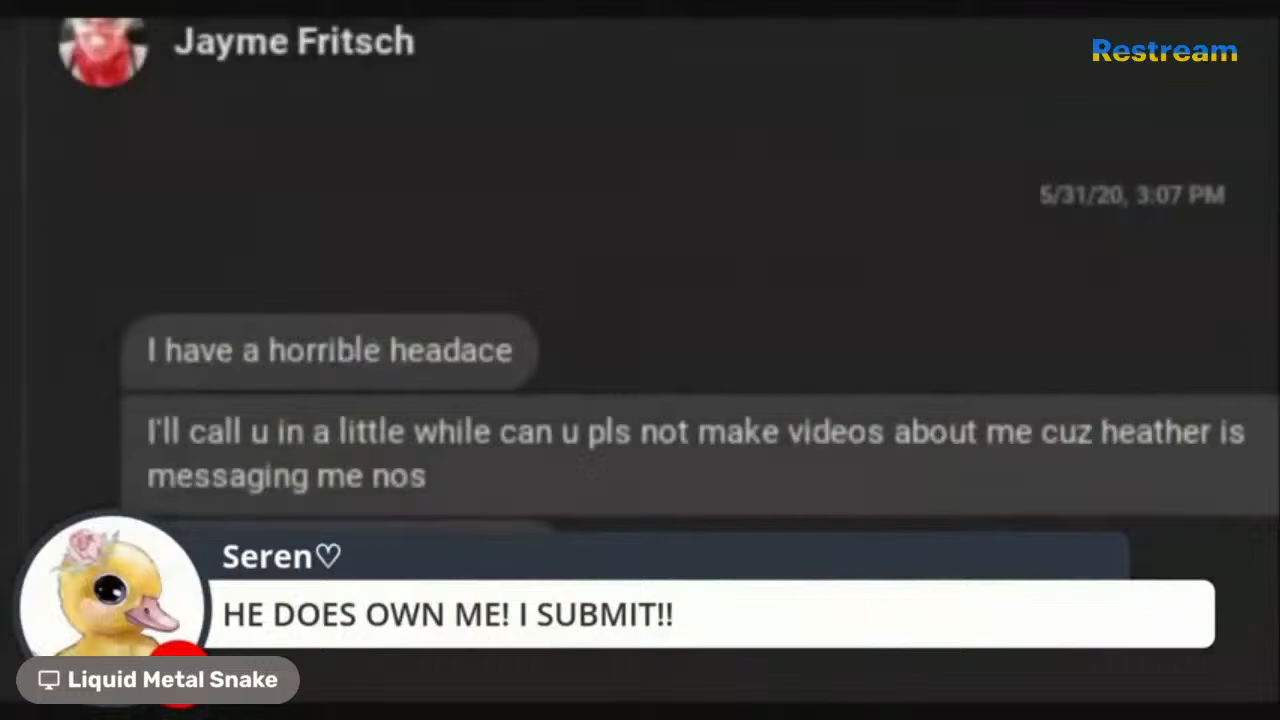 Jayme Fritsch
Restream
5/31/20, 3:07 PM
I have a horrible headace
I'll call u in a little while can u pls not make videos about me cuz heather is
messaging me nos
Seren♡
HE DOES OWN ME! I SUBMIT!!
Liquid Metal Snake